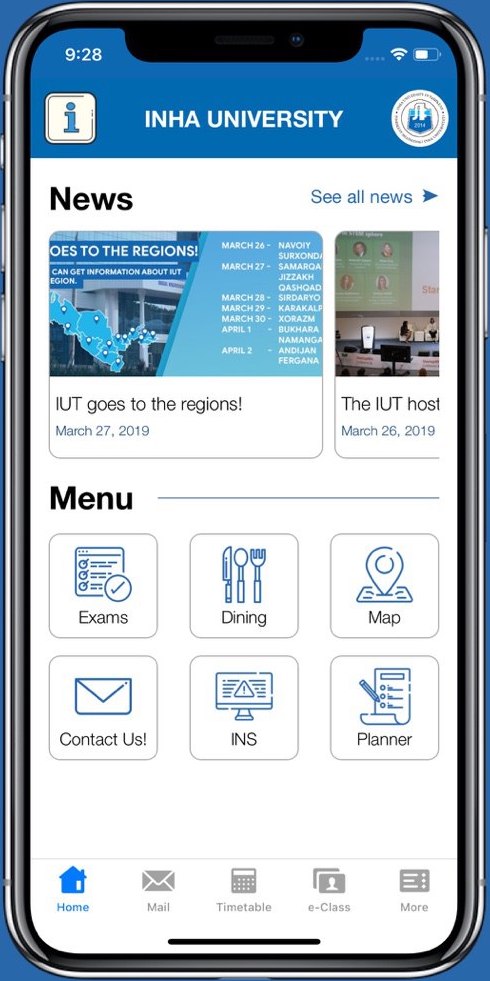 9:28
INHA UNIVERSITY
2014
News
See all news
OES TO THE REGIONS!
CAN GET INFORMATION ABOUT IUT
EGION.
MARCH 26 - NAVOIY
SURXONDA
MARCH 27 - SAMARQA
JIZZAKH
QASHQAD
MARCH 28 - SIRDARYO
MARCH 29 - KARAKALP
MARCH 30 - XORAZM
APRIL 1 - BUKHARA
NAMANGA
APRIL 2 - ANDIJAN
FERGANA
Star
IUT goes to the regions!
March 27, 2019
The IUT host
March 26, 2019
Menu
Exams
Dining
Map
Contact Us!
INS
Planner
Home
Mail
Timetable
e-Class
More